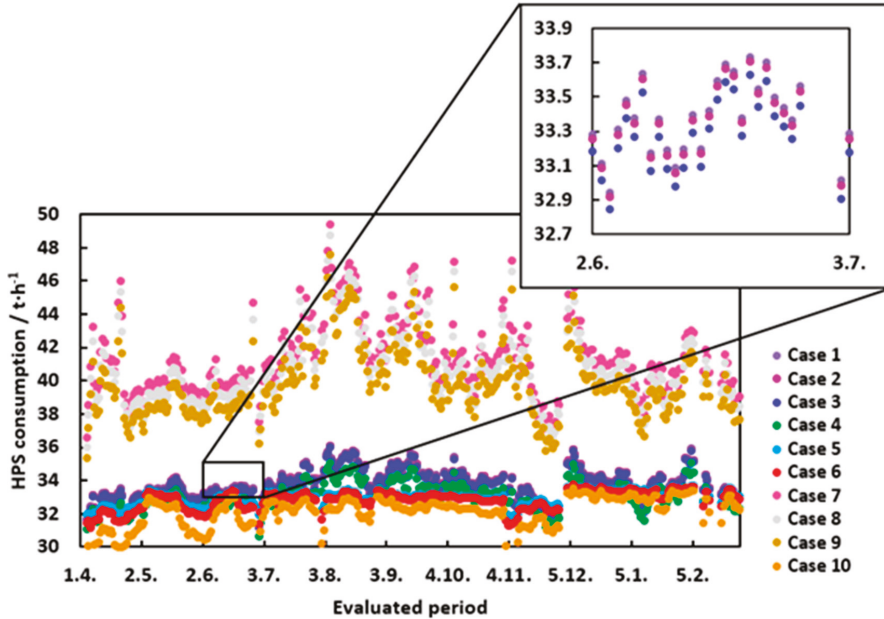 33.9
33.7
33.5
33.3
33.1
32.9
32.7
2.6.
3.7.
50
48
46
44
42
40
38
36
34
32
30
HPS consumption / t·h-1
1.4.
2.5.
2.6.
3.7.
3.8.
3.9.
4.10.
4.11.
5.12.
5.1.
5.2.
Evaluated period
Case 1
Case 2
Case 3
Case 4
Case 5
Case 6
Case 7
Case 8
Case 9
Case 10